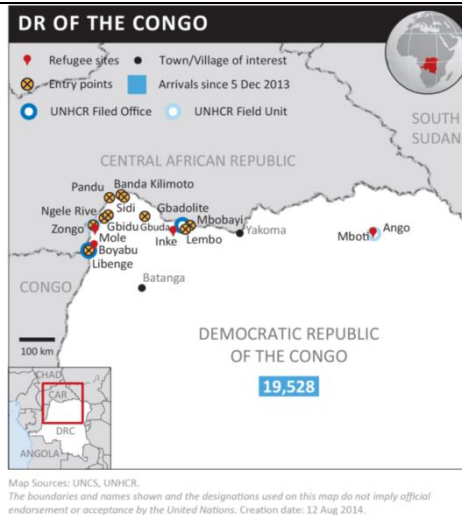 DR OF THE CONGO
Refugee sites
Town/Village of interest
Entry points
Arrivals since 5 Dec 2013
UNHCR Filed Office
UNHCR Field Unit
SOUTH
SUDAN
CENTRAL AFRICAN REPUBLIC
Pandu
Banda Kilimoto
Ngele Rive
Sidi
Gbadolite
Zongo
Gbidu
Gbuda
Mbobayi
Mole
Inke
Lembo
Yakoma
Mboti
Ango
Boyabu
Libenge
CONGO
Batanga
100 km
DEMOCRATIC REPUBLIC
OF THE CONGO
19,528
CHAD
CAR
DRC
ANGOLA
Map Sources: UNCS, UNHCR.
The boundaries and names shown and the designations used on this map do not imply official
endorsement or acceptance by the United Nations. Creation date: 12 Aug 2014.